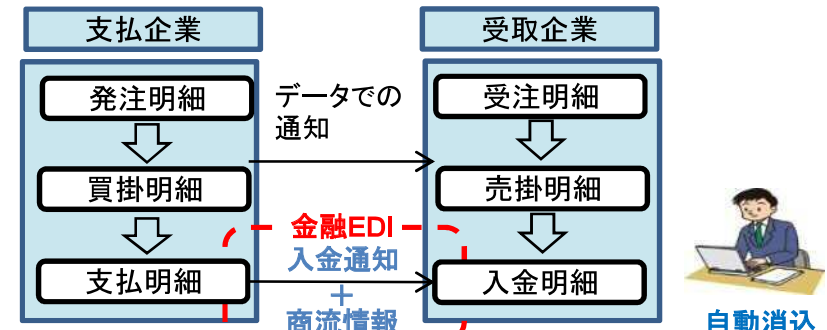 支払企業
受取企業
発注明細
データでの
通知
受注明細
買掛明細
売掛明細
金融EDI
入金通知
支払明細
＋
入金明細
商流情報
自動消込